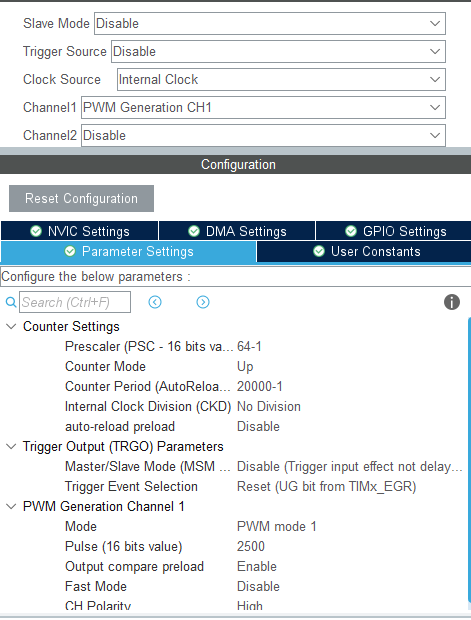 Slave Mode Disable
Trigger Source Disable
Clock Source Internal Clock
Channel1 PWM Generation CH1
Channel2 Disable
Configuration
Reset Configuration
NVIC Settings DMA Settings GPIO Settings
Parameter Settings User Constants
Configure the below parameters :
Search (Ctrl+F)
Counter Settings
Prescaler (PSC - 16 bits va... 64-1
Counter Mode Up
Counter Period (AutoReloa... 20000-1
Internal Clock Division (CKD) No Division
auto-reload preload Disable
Trigger Output (TRGO) Parameters
Master/Slave Mode (MSM ... Disable (Trigger input effect not delay...
Trigger Event Selection Reset (UG bit from TIMx_EGR)
PWM Generation Channel 1
Mode PWM mode 1
Pulse (16 bits value) 2500
Output compare preload Enable
Fast Mode Disable
CH Polarity High